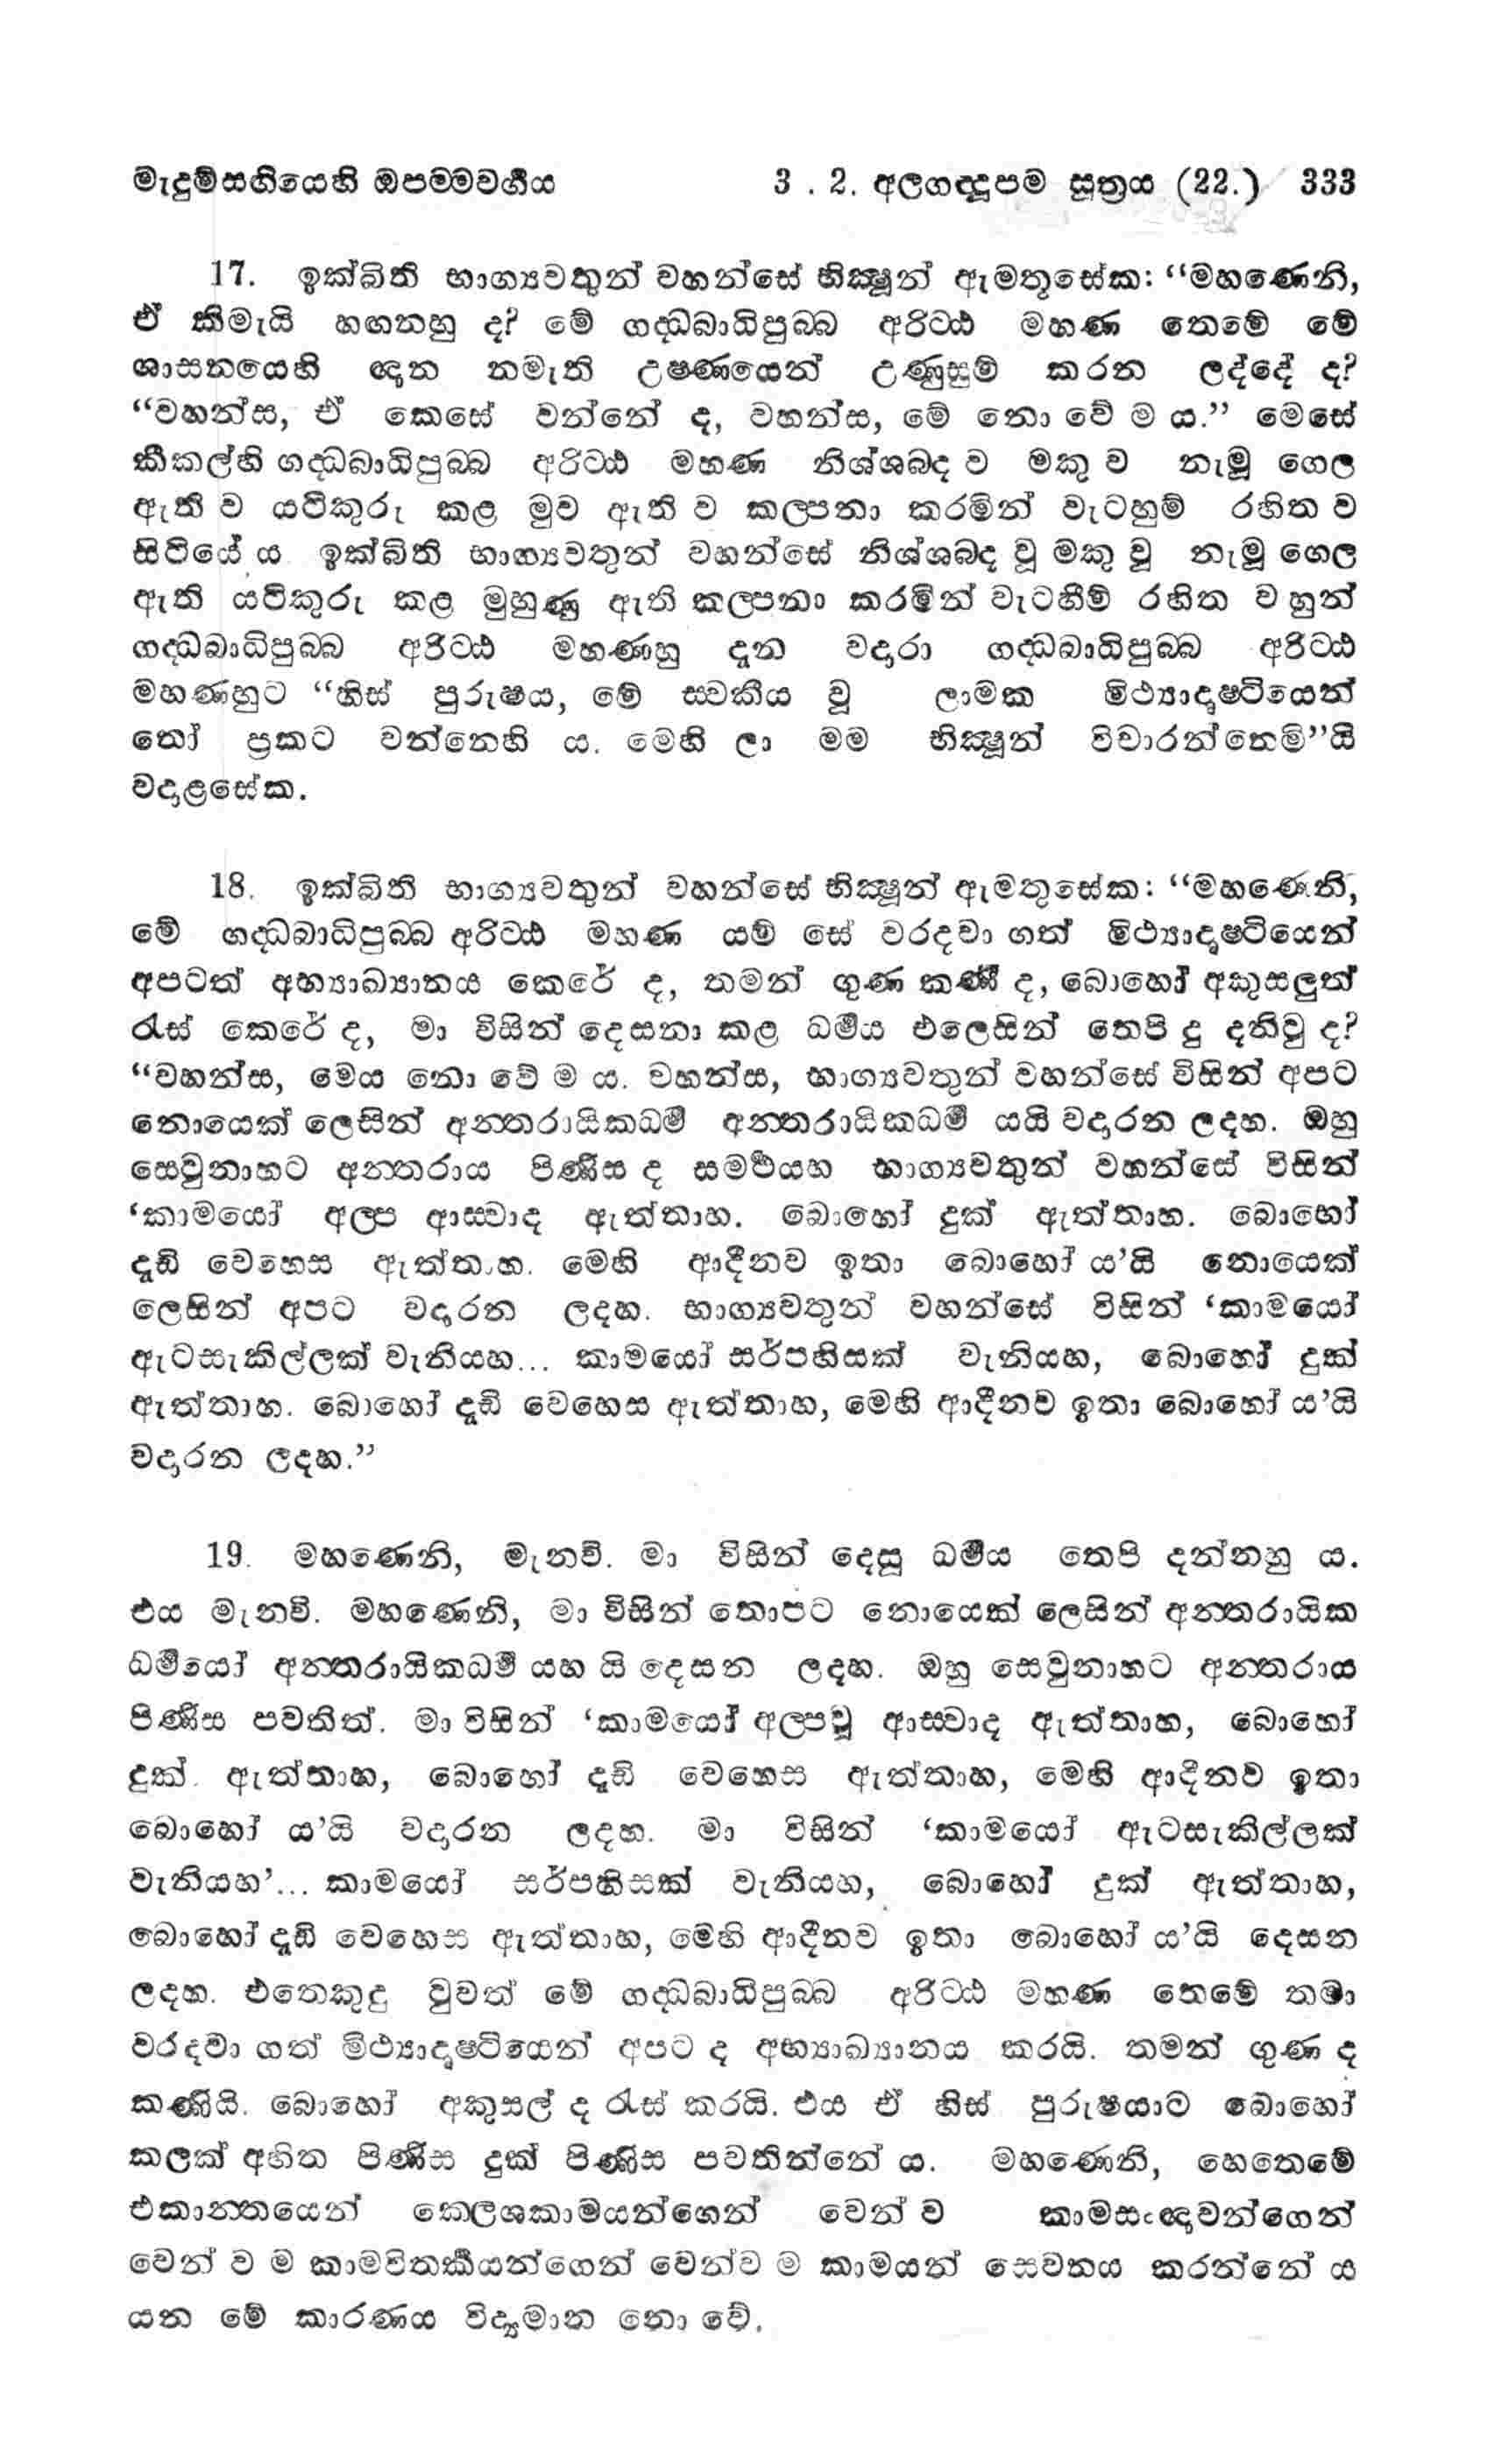 මැදුම්සඟියෙහි ඔපම්මවර්ගය 3 . 2. අලගද්දූපම සූත්‍රය (22.) 333
17. ඉක්බිති භාග්‍යවතුන් වහන්සේ භික්‍ෂූන් ඇමතූසේක: “මහණෙනි,
ඒ කිමැයි හඟනහු ද? මේ ගද්ධබාධිපුබ්බ අරිට්ඨ මහණ තෙමේ මේ
ශාසනයෙහි ඥාන නමැති උෂ්ණයෙන් උණුසුම් කරන ලද්දේ ද?
“වහන්ස, ඒ කෙසේ වන්නේ ද, වහන්ස, මේ නො වේ ම ය.” මෙසේ
කීකල්හි ගද්ධබාධිපුබ්බ අරිට්ඨ මහණ නිශ්ශබ්ද ව මකු ව නැමූ ගෙල
ඇති ව යටිකුරු කළ මුව ඇති ව කල්පනා කරමින් වැටහුම් රහිත ව
සිටියේ ය. ඉක්බිති භාග්‍යවතුන් වහන්සේ නිශ්ශබ්ද වූ මකු වූ නැමූ ගෙල
ඇති යටිකුරු කළ මුහුණු ඇති කල්පනා කරමින් වැටහීම් රහිත ව හුන්
ගද්ධබාධිපුබ්බ අරිට්ඨ මහණහු දැන වදාරා ගද්ධබාධිපුබ්බ අරිට්ඨ
මහණහුට “හිස් පුරුෂය, මේ ස්වකීය වූ ලාමක මිථ්‍යාදෘෂ්ටියෙන්
තෝ ප්‍රකට වන්නෙහි ය. මෙහි ලා මම භික්‍ෂූන් විචාරන්නෙමි”යි
වදාළසේක.
18. ඉක්බිති භාග්‍යවතුන් වහන්සේ භික්‍ෂූන් ඇමතූසේක: “මහණෙනි,
මේ ගද්ධබාධිපුබ්බ අරිට්ඨ මහණ යම් සේ වරදවා ගත් මිථ්‍යාදෘෂ්ටියෙන්
අපටත් අභ්‍යාඛ්‍යානය කෙරේ ද, තමන් ගුණ කණී ද, බොහෝ අකුසලුත්
රැස් කෙරේ ද, මා විසින් දෙසනා කළ ධර්මය එලෙසින් තෙපි දු දනිවු ද?
“වහන්ස, මෙය නො වේ ම ය. වහන්ස, භාග්‍යවතුන් වහන්සේ විසින් අපට
නොයෙක් ලෙසින් අන්තරායිකධර්ම අන්තරායිකධර්ම යයි වදාරන ලදහ. ඔහු
සෙවුනාහට අන්තරාය පිණිස ද සමර්ථයහ භාග්‍යවතුන් වහන්සේ විසින්
‘කාමයෝ අල්ප ආස්වාද ඇත්තාහ. බොහෝ දුක් ඇත්තාහ. බොහෝ
දැඩි වෙහෙස ඇත්තාහ. මෙහි ආදීනව ඉතා බොහෝ ය’යි නොයෙක්
ලෙසින් අපට වදාරන ලදහ. භාග්‍යවතුන් වහන්සේ විසින් ‘කාමයෝ
ඇටසැකිල්ලක් වැනියහ... කාමයෝ සර්පහිසක් වැනියහ, බොහෝ දුක්
ඇත්තාහ. බොහෝ දැඩි වෙහෙස ඇත්තාහ, මෙහි ආදීනව ඉතා බොහෝ ය’යි
වදාරන ලදහ.”
19. මහණෙනි, මැනවි. මා විසින් දෙසූ ධර්මය තෙපි දන්නහු ය.
එය මැනවි. මහණෙනි, මා විසින් තොපට නොයෙක් ලෙසින් අන්තරායික
ධර්මයෝ අන්තරායිකධර්ම යහ යි දෙසන ලදහ. ඔහු සෙවුනාහට අන්තරාය
පිණිස පවතිත්. මා විසින් ‘කාමයෝ අල්පවූ ආස්වාද ඇත්තාහ, බොහෝ
දුක් ඇත්තාහ, බොහෝ දැඩි වෙහෙස ඇත්තාහ, මෙහි ආදීනව ඉතා
බොහෝ ය’යි වදාරන ලදහ. මා විසින් ‘කාමයෝ ඇටසැකිල්ලක්
වැනියහ’... කාමයෝ සර්පහිසක් වැනියහ, බොහෝ දුක් ඇත්තාහ,
බොහෝ දැඩි වෙහෙස ඇත්තාහ, මෙහි ආදීනව ඉතා බොහෝ ය’යි දෙසන
ලදහ. එතෙකුදු වුවත් මේ ගද්ධබාධිපුබ්බ අරිට්ඨ මහණ තෙමේ තමා
වරදවා ගත් මිථ්‍යාදෘෂ්ටියෙන් අපට ද අභ්‍යාඛ්‍යානය කරයි. තමන් ගුණ ද
කණියි. බොහෝ අකුසල් ද රැස් කරයි. එය ඒ හිස් පුරුෂයාට බොහෝ
කලක් අහිත පිණිස දුක් පිණිස පවතින්නේ ය. මහණෙනි, හෙතෙමේ
එකාන්තයෙන් ක්ලෙශකාමයන්ගෙන් වෙන් ව කාමසංඥාවන්ගෙන්
වෙන් ව ම කාමවිතර්කයන්ගෙන් වෙන්ව ම කාමයන් සෙවනය කරන්නේ ය
යන මේ කාරණය විද්‍යමාන නො වේ.